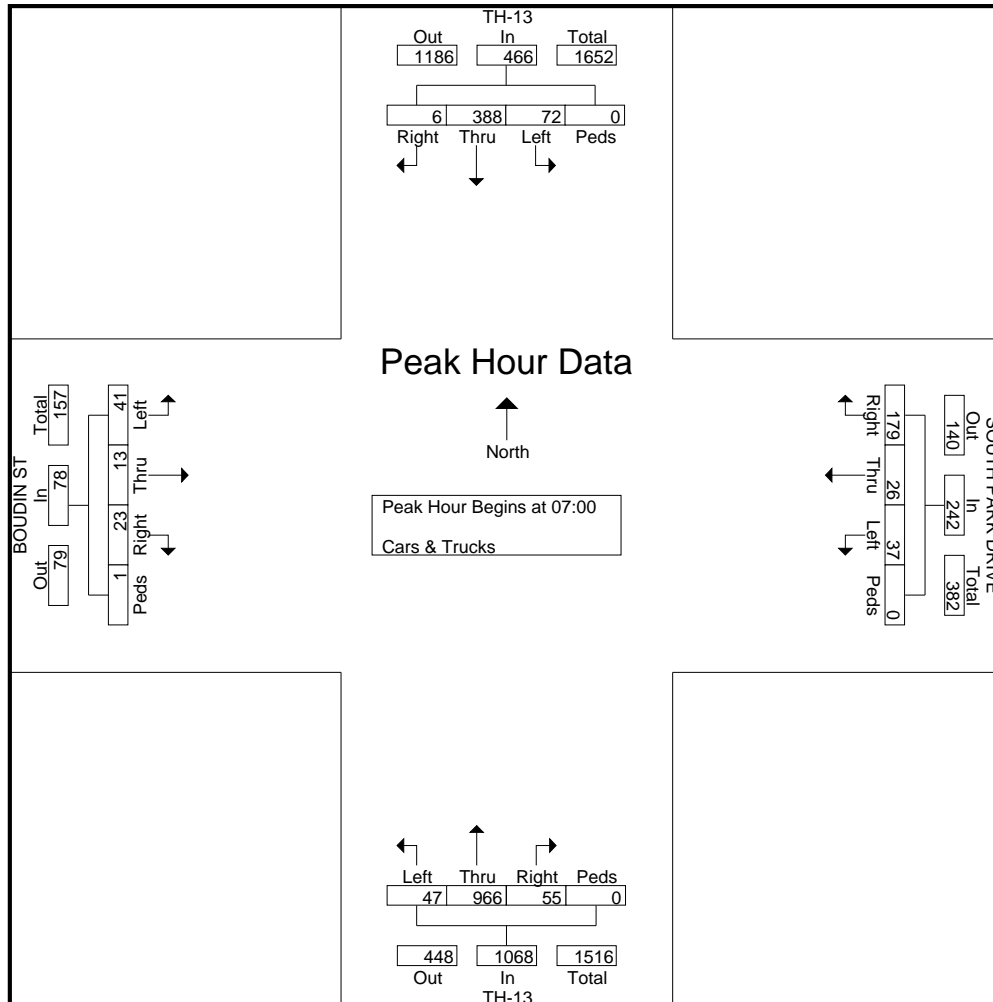 TH-13
Out In Total
1186 466 1652
6 388 72 0
Right Thru Left Peds
Peak Hour Data
North
Peak Hour Begins at 07:00
Cars & Trucks
BOUDIN ST
Total In Out
157 78 79
41 13 23 1
Left Thru Right Peds
SOUTH PARK DRIVE
Out In Total
140 242 382
179 26 37 0
Right Thru Left Peds
Left Thru Right Peds
47 966 55 0
448 1068 1516
Out In Total
TH-13